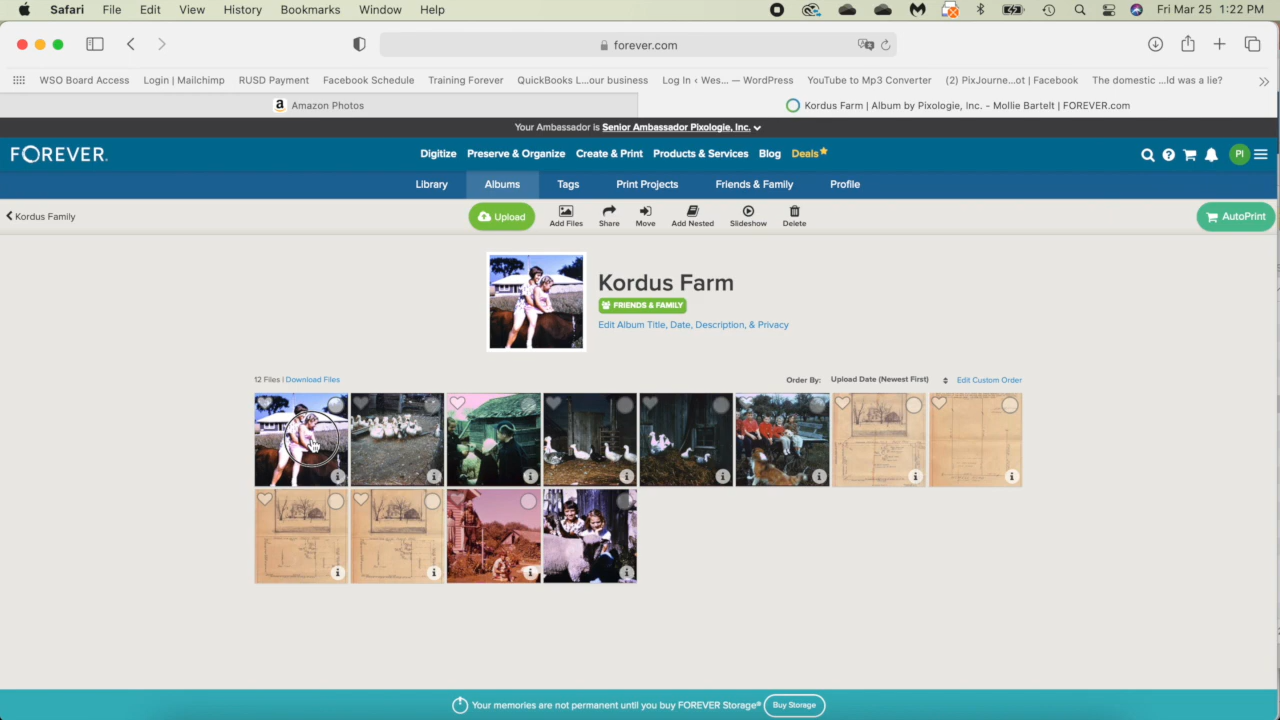 Safari File Edit View History Bookmarks Window Help Fri Mar 25 1:22 PM
forever.com
WSO Board Access Login | Mailchimp RUSD Payment Facebook Schedule Training Forever QuickBooks L...our business Log In ‹ Wes... — WordPress YouTube to Mp3 Converter (2) PixJourne...ot | Facebook The domestic ...ld was a lie?
a Amazon Photos Kordus Farm | Album by Pixologie, Inc. - Mollie Bartelt | FOREVER.com
Your Ambassador is Senior Ambassador Pixologie, Inc.
FOREVER. Digitize Preserve & Organize Create & Print Products & Services Blog Deals PI
Library Albums Tags Print Projects Friends & Family Profile
Kordus Family Upload Add Files Share Move Add Nested Slideshow Delete AutoPrint
Kordus Farm
FRIENDS & FAMILY
Edit Album Title, Date, Description, & Privacy
12 Files | Download Files Order By: Upload Date (Newest First) Edit Custom Order
Your memories are not permanent until you buy FOREVER Storage® Buy Storage